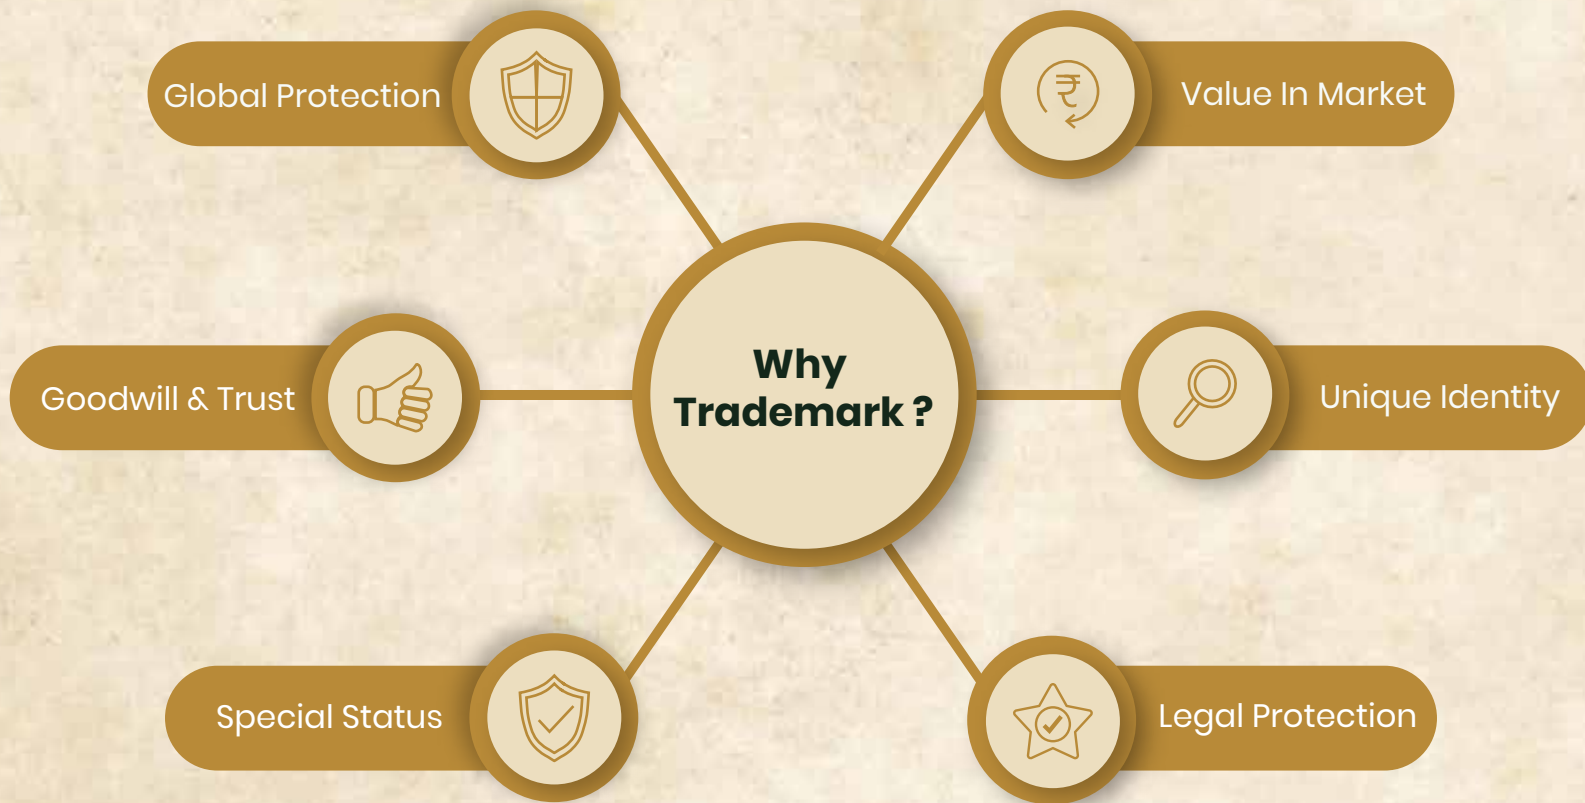 Global Protection
Value In Market
Why
Trademark ?
Goodwill & Trust
Unique Identity
Special Status
Legal Protection